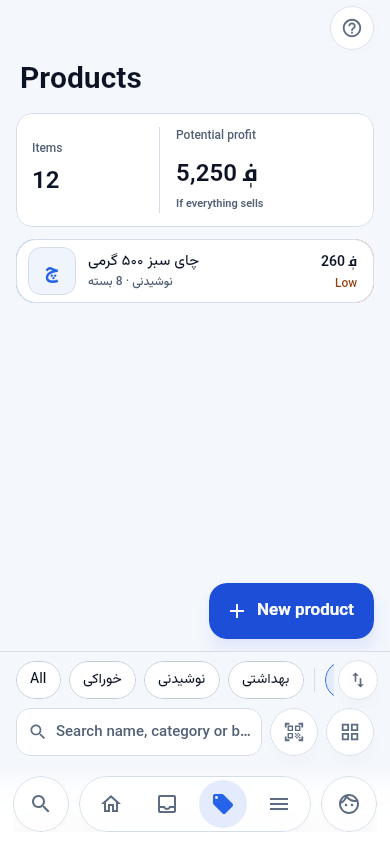 Products
Items
12
Potential profit
5,250 ؋
If everything sells
چ
چای سبز ۵۰۰ گرمی
نوشیدنی · 8 بسته
260 ؋
Low
New product
All
خوراکی
نوشیدنی
بهداشتی
Search name, category or b…